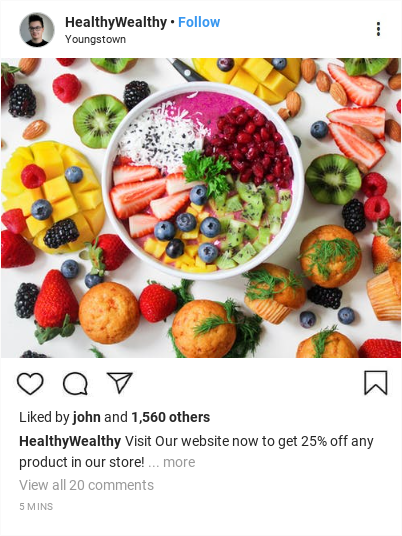 HealthyWealthy • Follow
Youngstown
Liked by john and 1,560 others
HealthyWealthy Visit Our website now to get 25% off any
product in our store! ... more
View all 20 comments
5 MINS